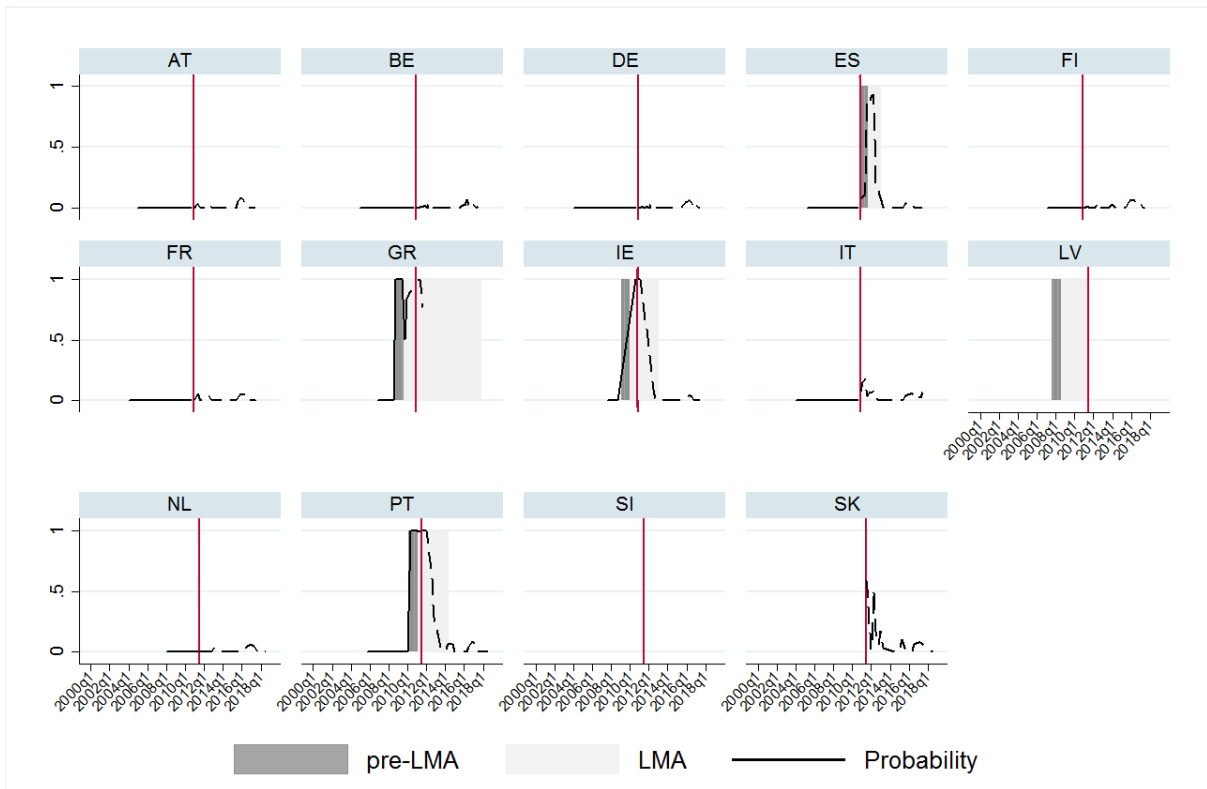 AT BE DE ES FI
1
.5
0
FR GR IE IT LV
1
.5
0
2000q1 2002q1 2004q1 2006q1 2008q1 2010q1 2012q1 2014q1 2016q1 2018q1
NL PT SI SK
1
.5
0
2000q1 2002q1 2004q1 2006q1 2008q1 2010q1 2012q1 2014q1 2016q1 2018q1 2000q1 2002q1 2004q1 2006q1 2008q1 2010q1 2012q1 2014q1 2016q1 2018q1 2000q1 2002q1 2004q1 2006q1 2008q1 2010q1 2012q1 2014q1 2016q1 2018q1 2000q1 2002q1 2004q1 2006q1 2008q1 2010q1 2012q1 2014q1 2016q1 2018q1
pre-LMA LMA Probability